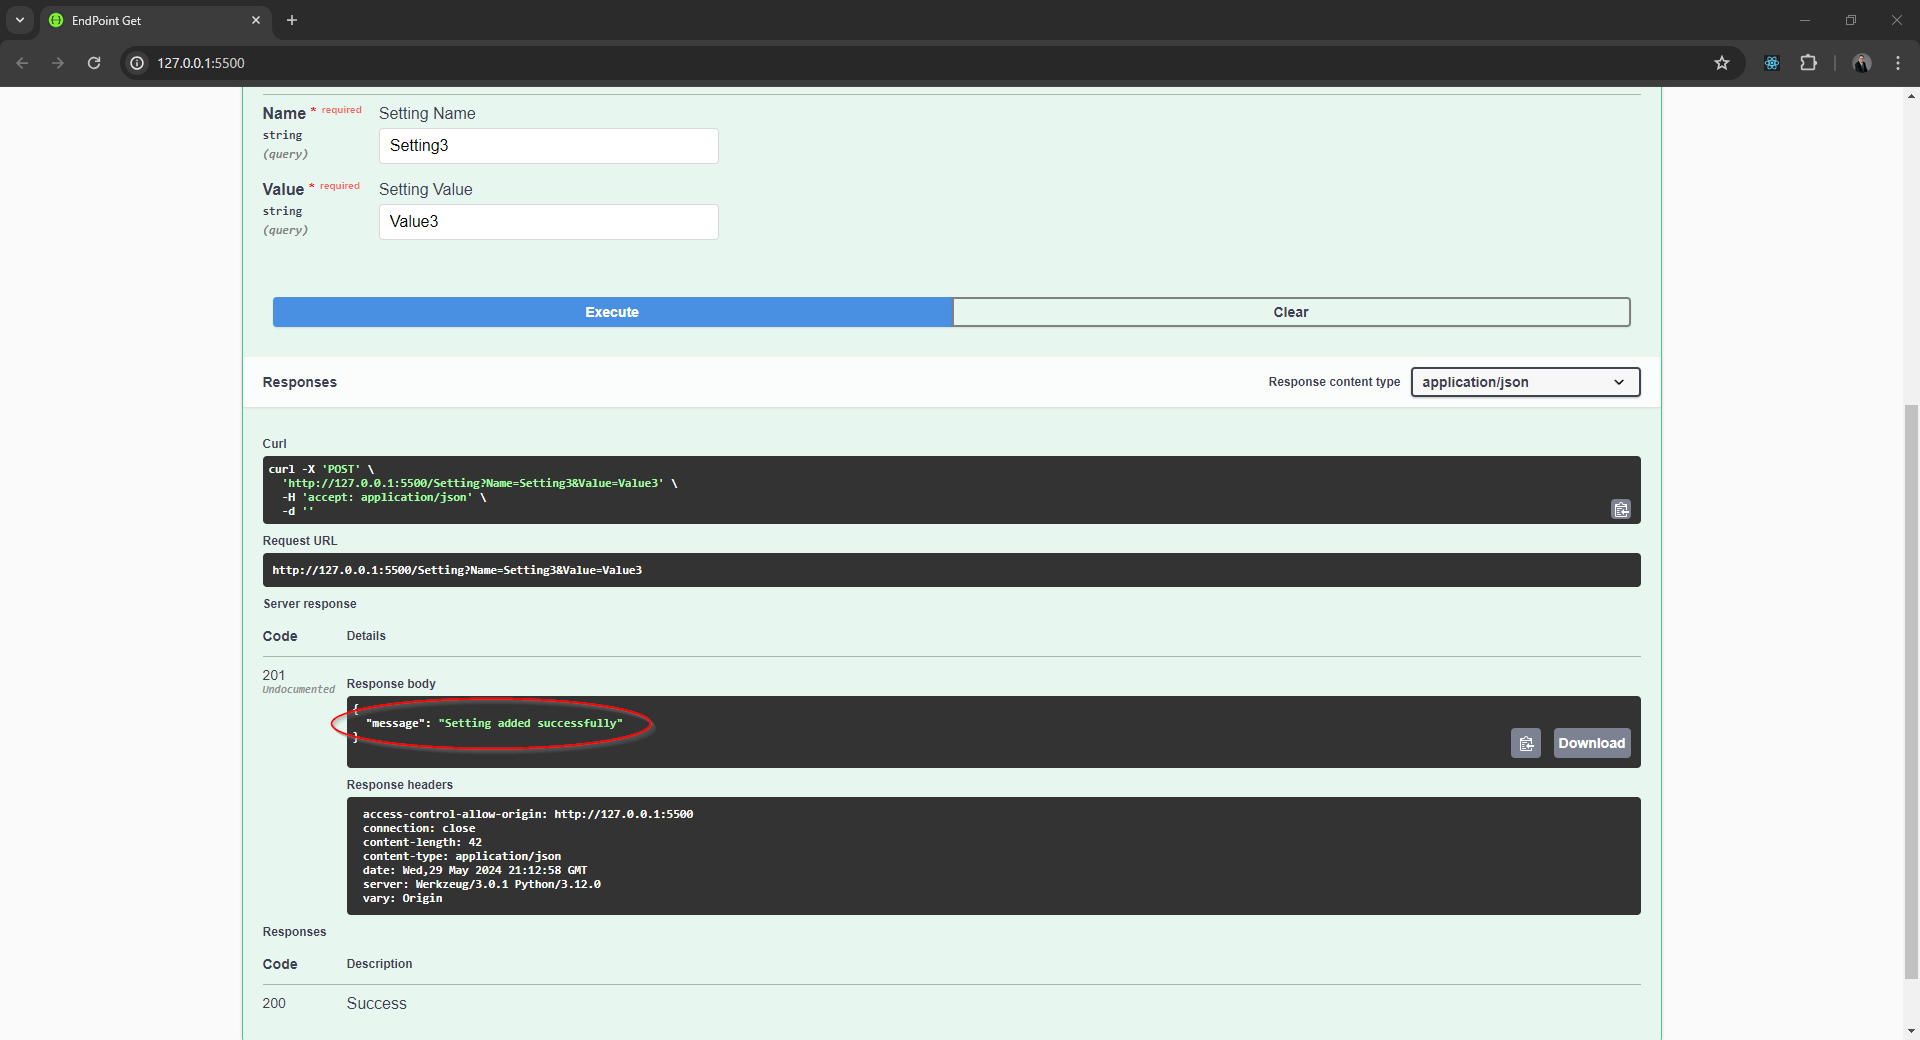 EndPoint Get
127.0.0.1:5500
Name * required
Setting Name
string
(query)
Setting3
Value * required
Setting Value
string
(query)
Value3
Execute
Clear
Responses
Response content type
application/json
Curl
curl -X 'POST' \
'http://127.0.0.1:5500/Setting?Name=Setting3&Value=Value3' \
-H 'accept: application/json' \
-d ''
Request URL
http://127.0.0.1:5500/Setting?Name=Setting3&Value=Value3
Server response
Code
Details
201
Undocumented
Response body
{
"message": "Setting added successfully"
}
Download
Response headers
access-control-allow-origin: http://127.0.0.1:5500
connection: close
content-length: 42
content-type: application/json
date: Wed,29 May 2024 21:12:58 GMT
server: Werkzeug/3.0.1 Python/3.12.0
vary: Origin
Responses
Code
Description
200
Success